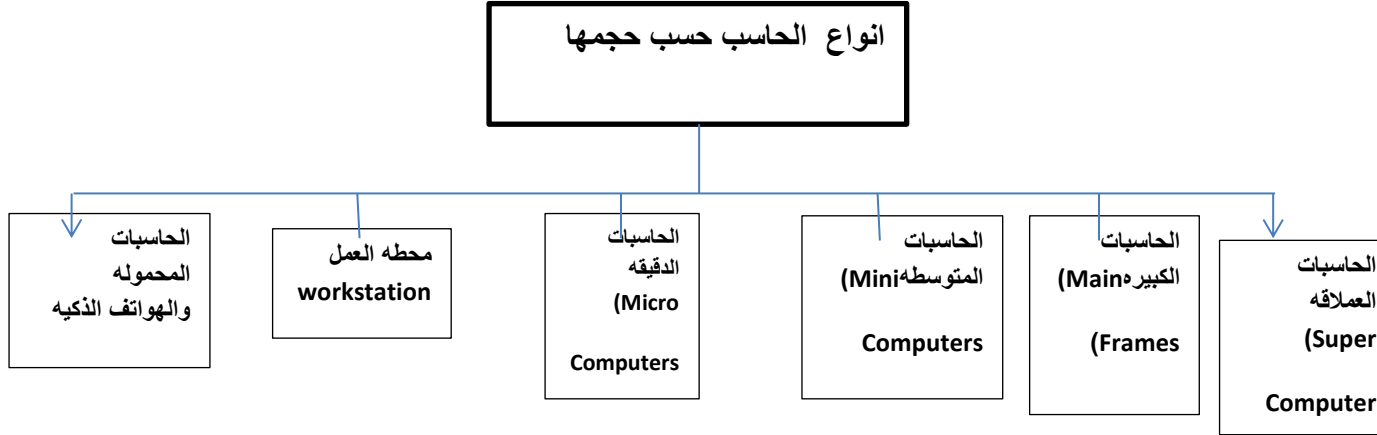 انواع الحاسب حسب حجمها
الحاسبات
العملاقه
(Super
Computer
الحاسبات
الكبيرهMain)
(Frames
الحاسبات
المتوسطهMini)
Computers
الحاسبات
الدقيقه
(Micro
Computers
محطه العمل
workstation
الحاسبات
المحموله
والهواتف الذكيه